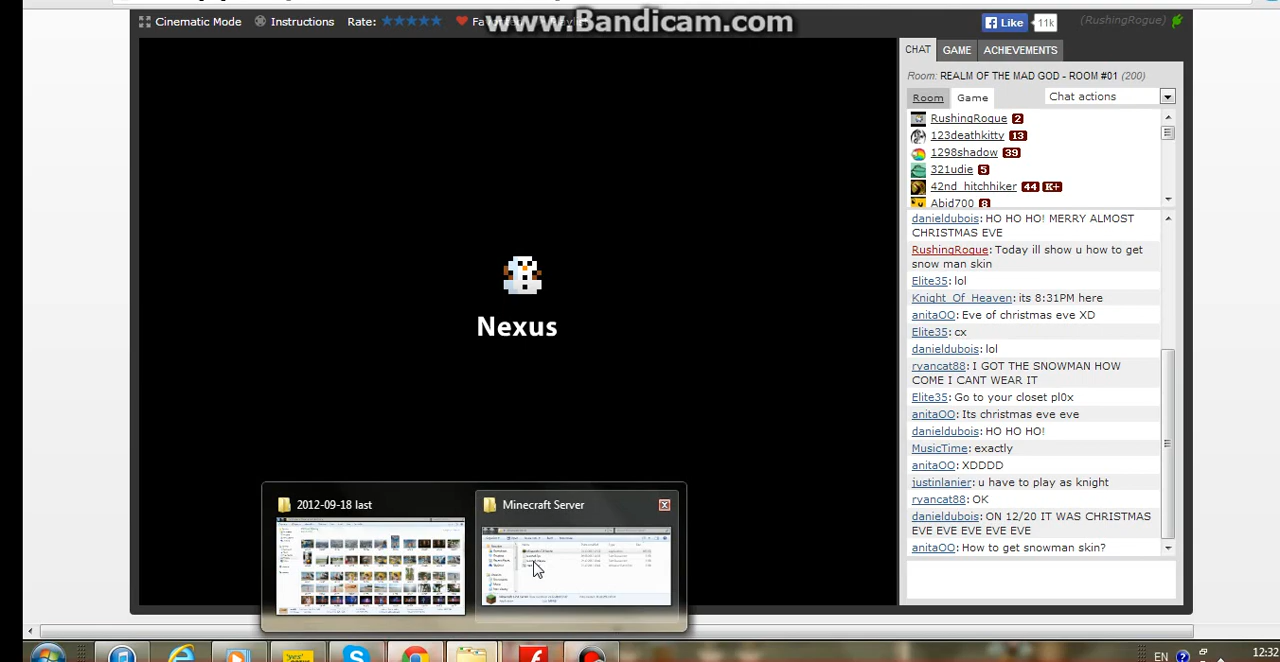 Cinematic Mode Instructions Rate:
www.Bandicam.com
Like 11k (RushingRogue)
CHAT GAME ACHIEVEMENTS
Room: REALM OF THE MAD GOD - ROOM #01 (200)
Room Game Chat actions
RushingRogue 2
123deathkitty 13
1298shadow 39
321udie 5
42nd_hitchhiker 44 K+
Abid700 8
danieldubois: HO HO HO! MERRY ALMOST
CHRISTMAS EVE
RushingRogue: Today ill show u how to get
snow man skin
Elite35: lol
Knight_Of_Heaven: its 8:31PM here
anitaOO: Eve of christmas eve XD
Elite35: cx
danieldubois: lol
ryancat88: I GOT THE SNOWMAN HOW
COME I CANT WEAR IT
Elite35: Go to your closet pl0x
anitaOO: Its christmas eve eve
danieldubois: HO HO HO!
MusicTime: exactly
anitaOO: XDDDD
justinlanier: u have to play as knight
ryancat88: OK
danieldubois: ON 12/20 IT WAS CHRISTMAS
EVE EVE EVE EVE EVE
anitaOO: How to get snowman skin?
Nexus
2012-09-18 last
Minecraft Server
EN
12:32